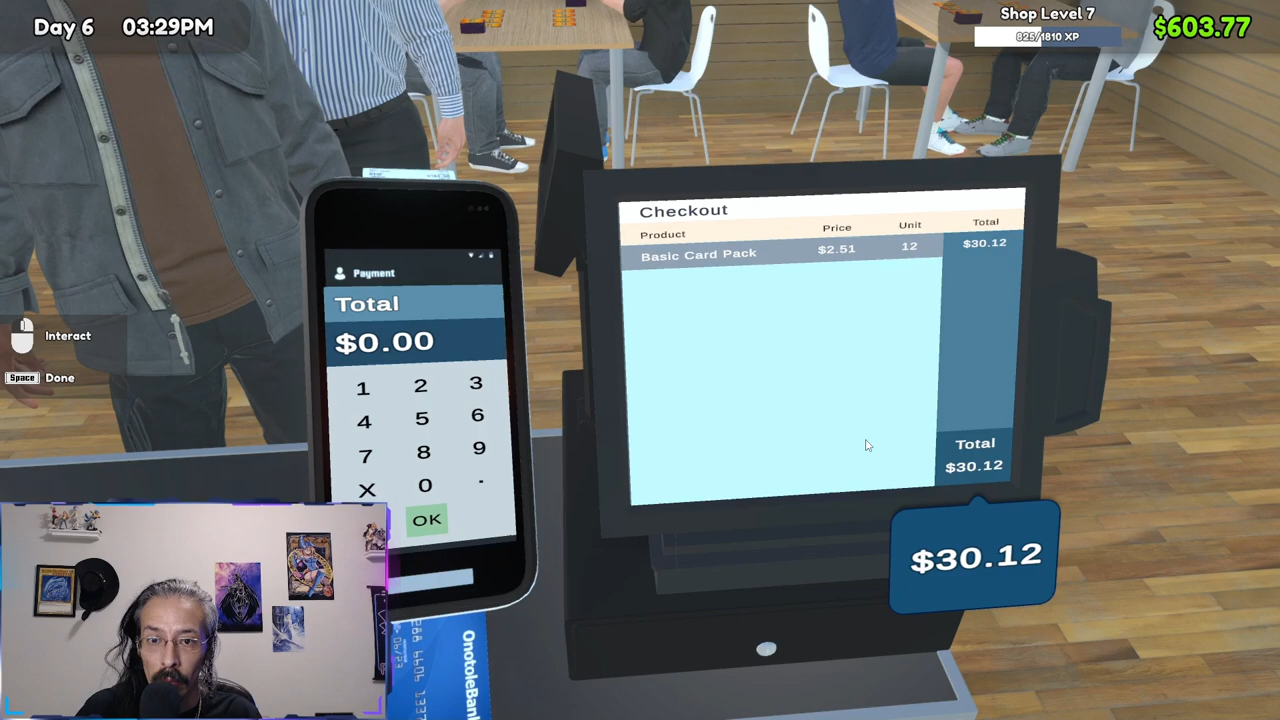 Day 6 03:29PM
Shop Level 7
825/1810 XP
$603.77
Interact
Space Done
Payment
Total
$0.00
1 2 3
4 5 6
7 8 9
X 0 .
OK
Checkout
Product Price Unit Total
Basic Card Pack $2.51 12 $30.12
Total
$30.12
$30.12
OnotoleBank